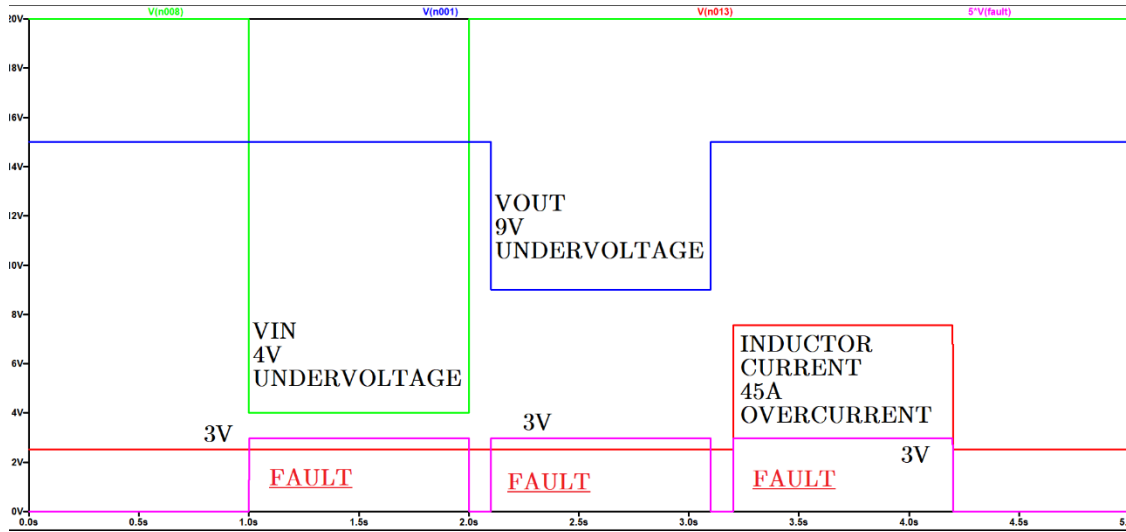 V(n008) V(n001) V(n013) 5*V(fault)
20V
18V
16V
14V
12V
10V
8V
6V
4V
2V
0V
VOUT
9V
UNDERVOLTAGE
VIN
4V
UNDERVOLTAGE
INDUCTOR
CURRENT
45A
OVERCURRENT
3V
3V
3V
FAULT
FAULT
FAULT
0.0s 0.5s 1.0s 1.5s 2.0s 2.5s 3.0s 3.5s 4.0s 4.5s 5.